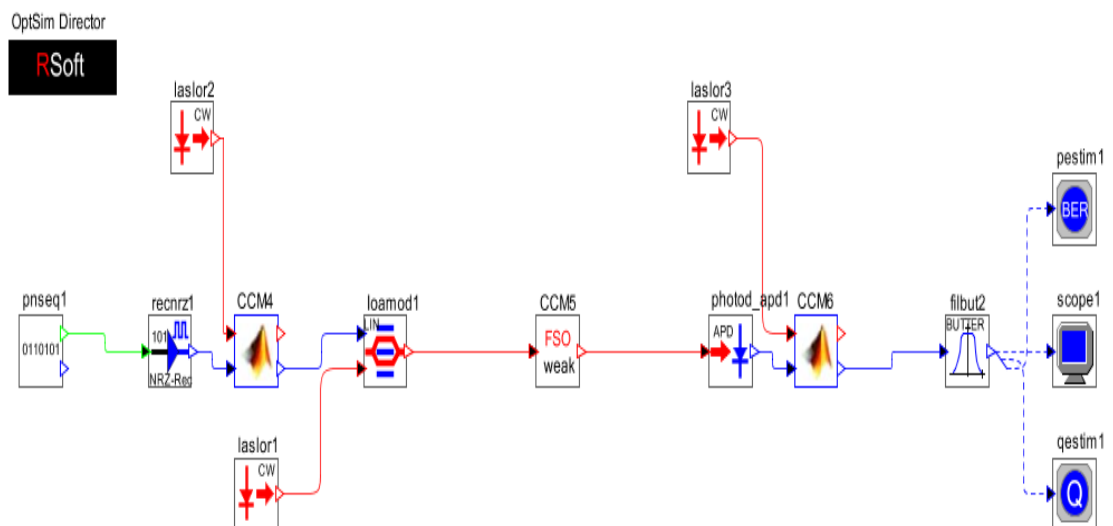 OptSim Director
RSoft
laslor2
CW
laslor3
CW
pestim1
BER
pnseq1
0110101
recnrz1
101
NRZ-Rec
CCM4
loamod1
LIN
CCM5
FSO
weak
photod_apd1
APD
CCM6
filbut2
BUTTER
scope1
laslor1
CW
qestim1
Q